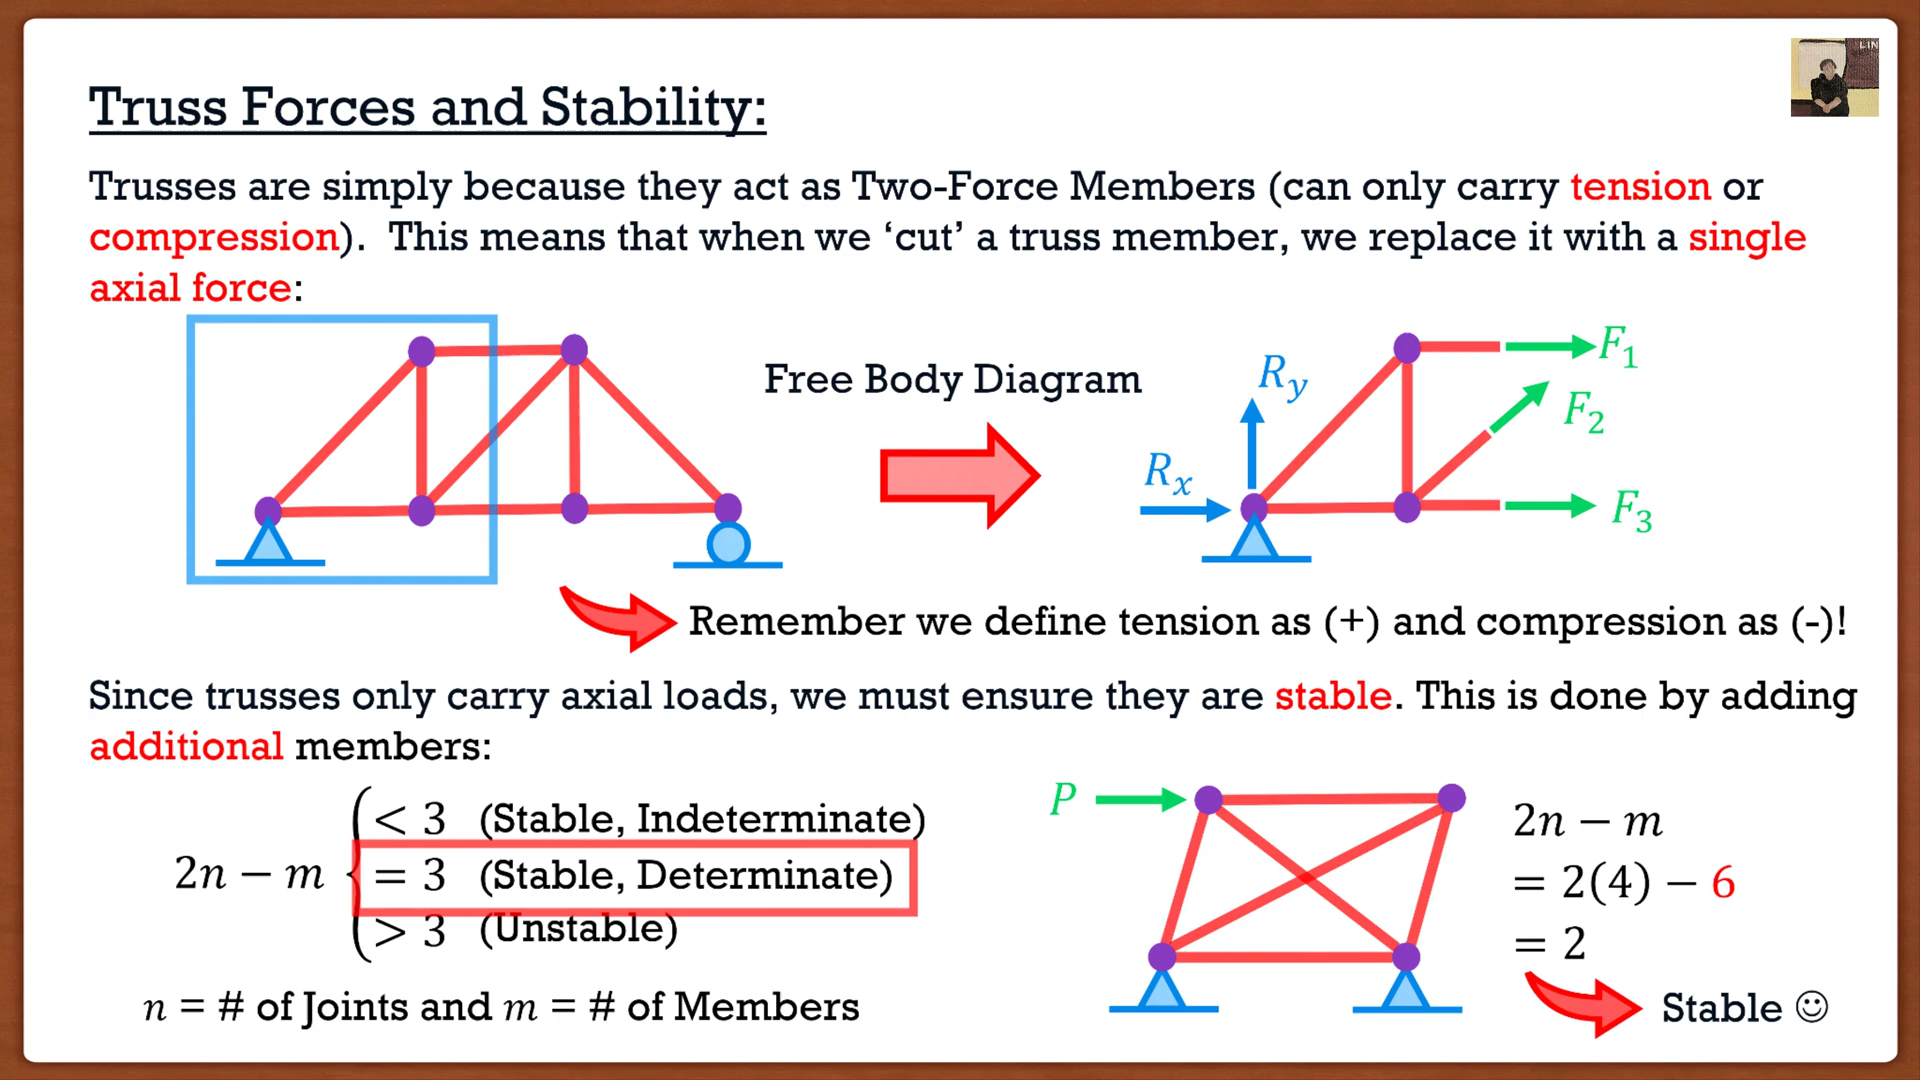 LIN
Truss Forces and Stability:
Trusses are simply because they act as Two-Force Members (can only carry tension or
compression).  This means that when we ‘cut’ a truss member, we replace it with a single
axial force:
Free Body Diagram
R_y
R_x
F_1
F_2
F_3
Remember we define tension as (+) and compression as (-)!
Since trusses only carry axial loads, we must ensure they are stable. This is done by adding
additional members:
2n − m
< 3 (Stable, Indeterminate)
= 3 (Stable, Determinate)
> 3 (Unstable)
n = # of Joints and m = # of Members
P
2n − m
= 2(4) − 6
= 2
Stable ☺